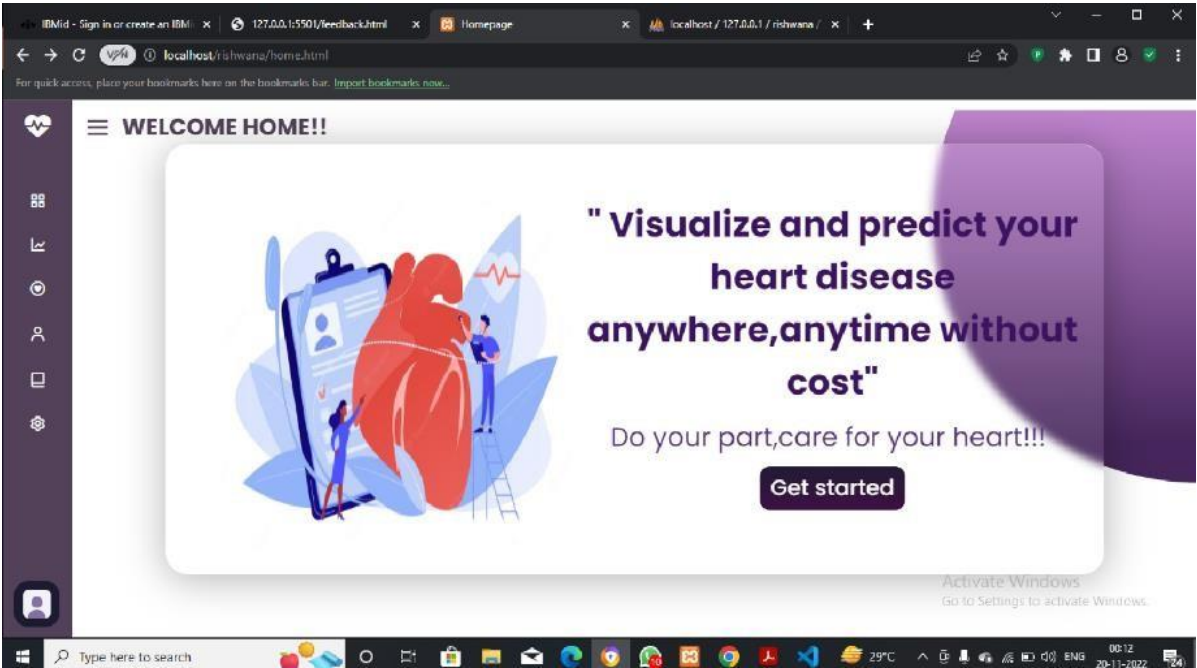 IBMid - Sign in or create an IBMi
127.0.0.1:5501/feedback.html
Homepage
localhost / 127.0.0.1 / rishwana /
VPN
localhost/rishwana/home.html
For quick access, place your bookmarks here on the bookmarks bar. Import bookmarks now...
WELCOME HOME!!
" Visualize and predict your
heart disease
anywhere,anytime without
cost"
Do your part,care for your heart!!!
Get started
Activate Windows
Go to Settings to activate Windows.
Type here to search
10
29°C
ENG
00:12
20-11-2022
24